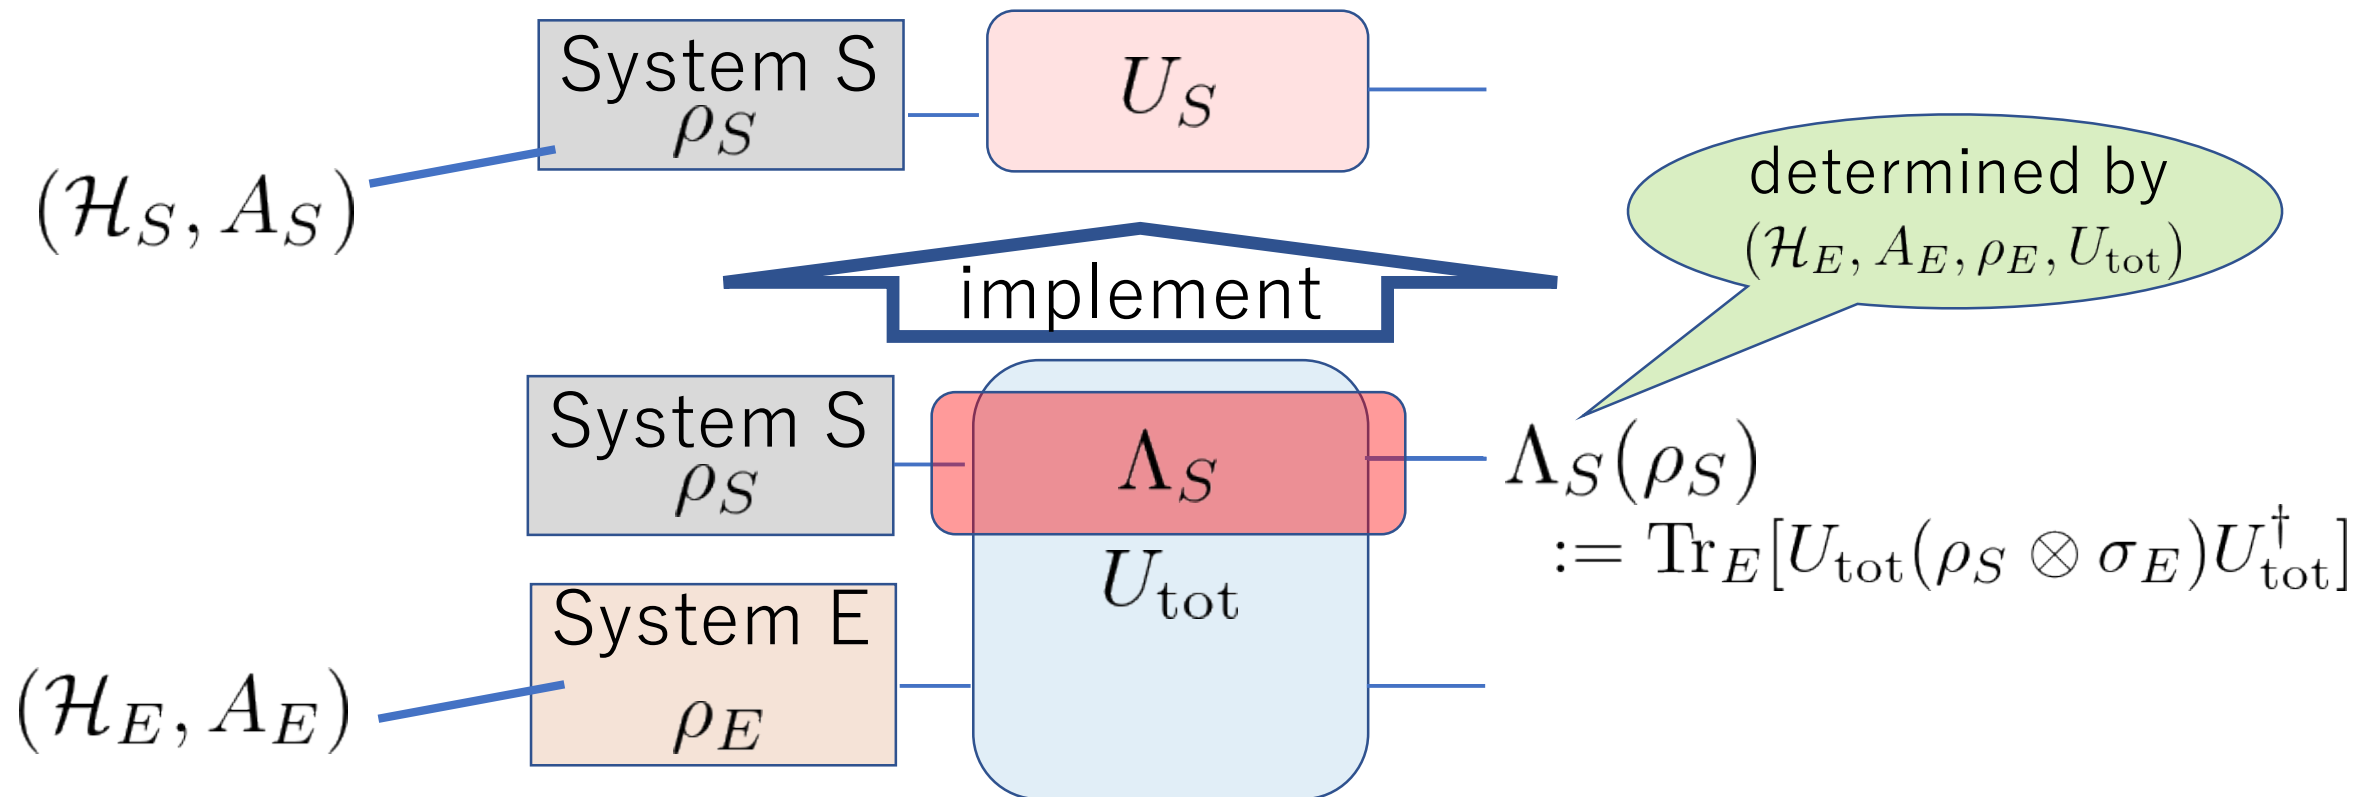 System S
ρ_S
U_S
(ℋ_S, A_S)
determined by
(ℋ_E, A_E, ρ_E, U_tot)
implement
System S
ρ_S
Λ_S
Λ_S(ρ_S)
:= Tr_E[U_tot(ρ_S ⊗ σ_E)U_tot^†]
U_tot
System E
ρ_E
(ℋ_E, A_E)